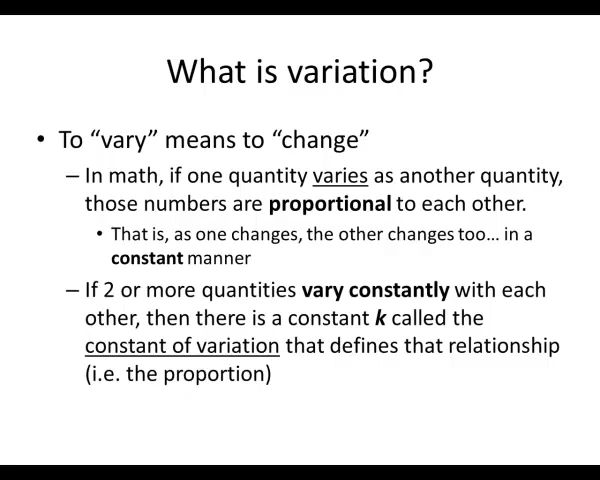 What is variation?
• To “vary” means to “change”
– In math, if one quantity varies as another quantity,
those numbers are proportional to each other.
• That is, as one changes, the other changes too… in a
constant manner
– If 2 or more quantities vary constantly with each
other, then there is a constant k called the
constant of variation that defines that relationship
(i.e. the proportion)